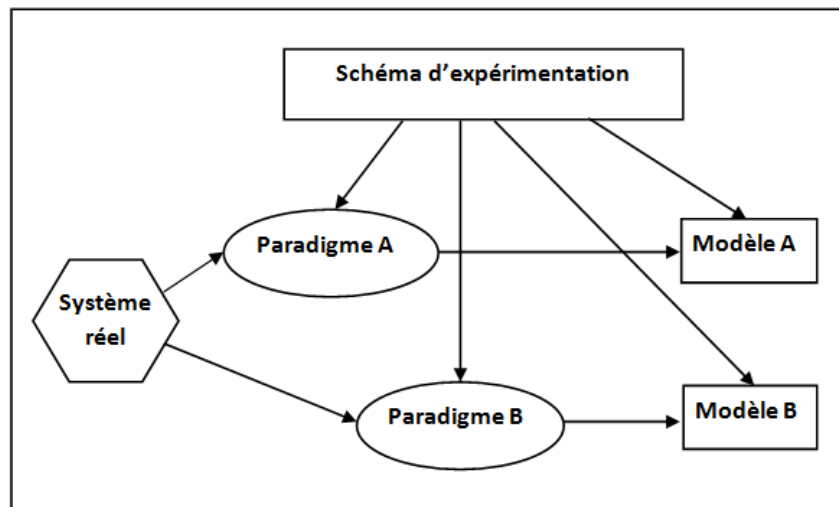 Schéma d’expérimentation
Paradigme A
Modèle A
Système
réel
Paradigme B
Modèle B